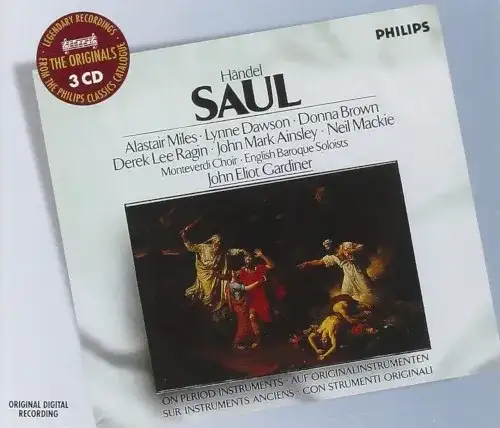 LEGENDARY RECORDINGS
THE ORIGINALS
3 CD
FROM THE PHILIPS CLASSICS CATALOGUE
PHILIPS
Händel
SAUL
Alastair Miles · Lynne Dawson · Donna Brown
Derek Lee Ragin · John Mark Ainsley · Neil Mackie
Monteverdi Choir · English Baroque Soloists
John Eliot Gardiner
ON PERIOD INSTRUMENTS · AUF ORIGINALINSTRUMENTEN
SUR INSTRUMENTS ANCIENS · CON STRUMENTI ORIGINALI
ORIGINAL DIGITAL
RECORDING